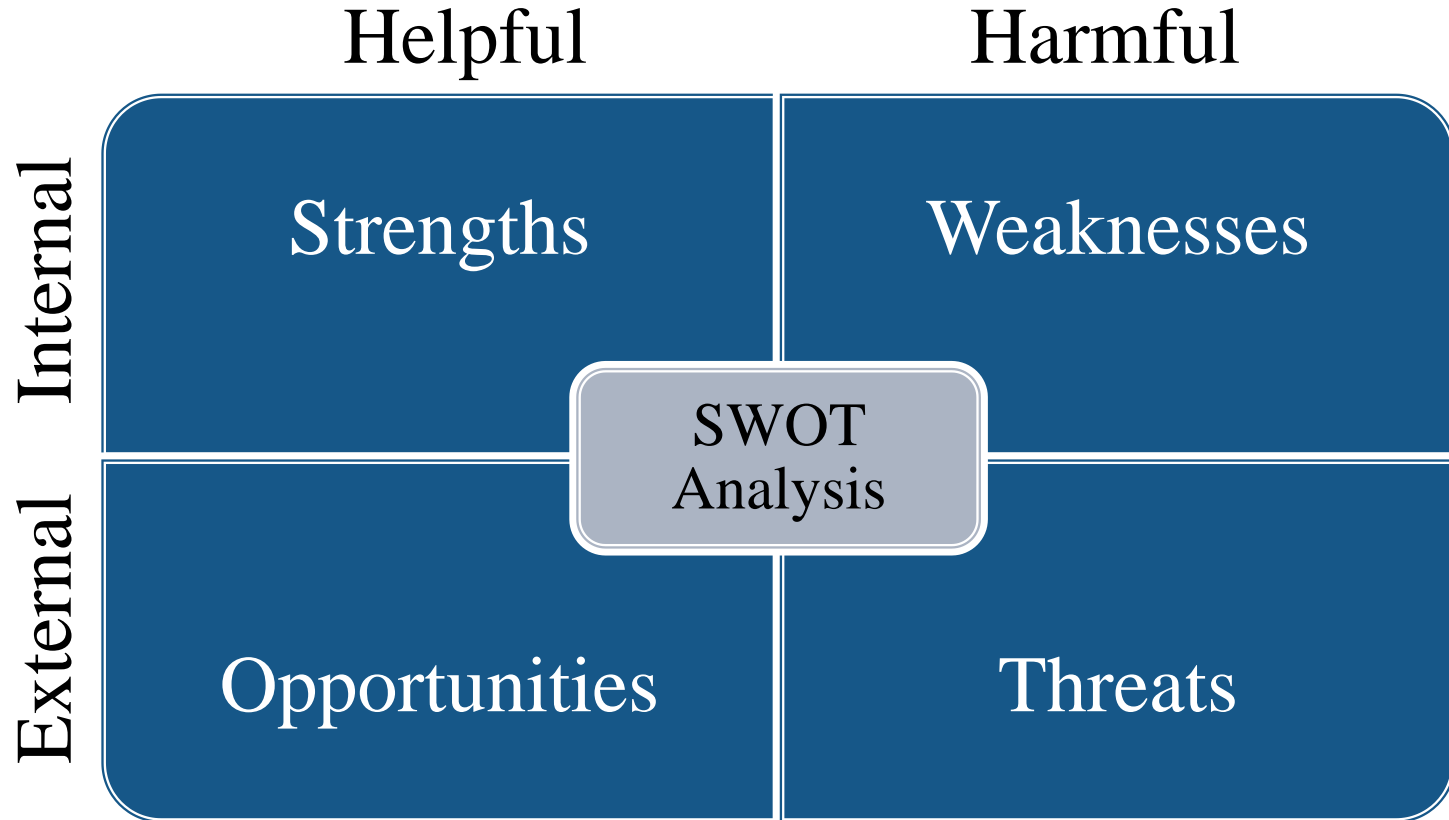 Helpful
Harmful
Internal
Strengths
Weaknesses
SWOT
Analysis
External
Opportunities
Threats